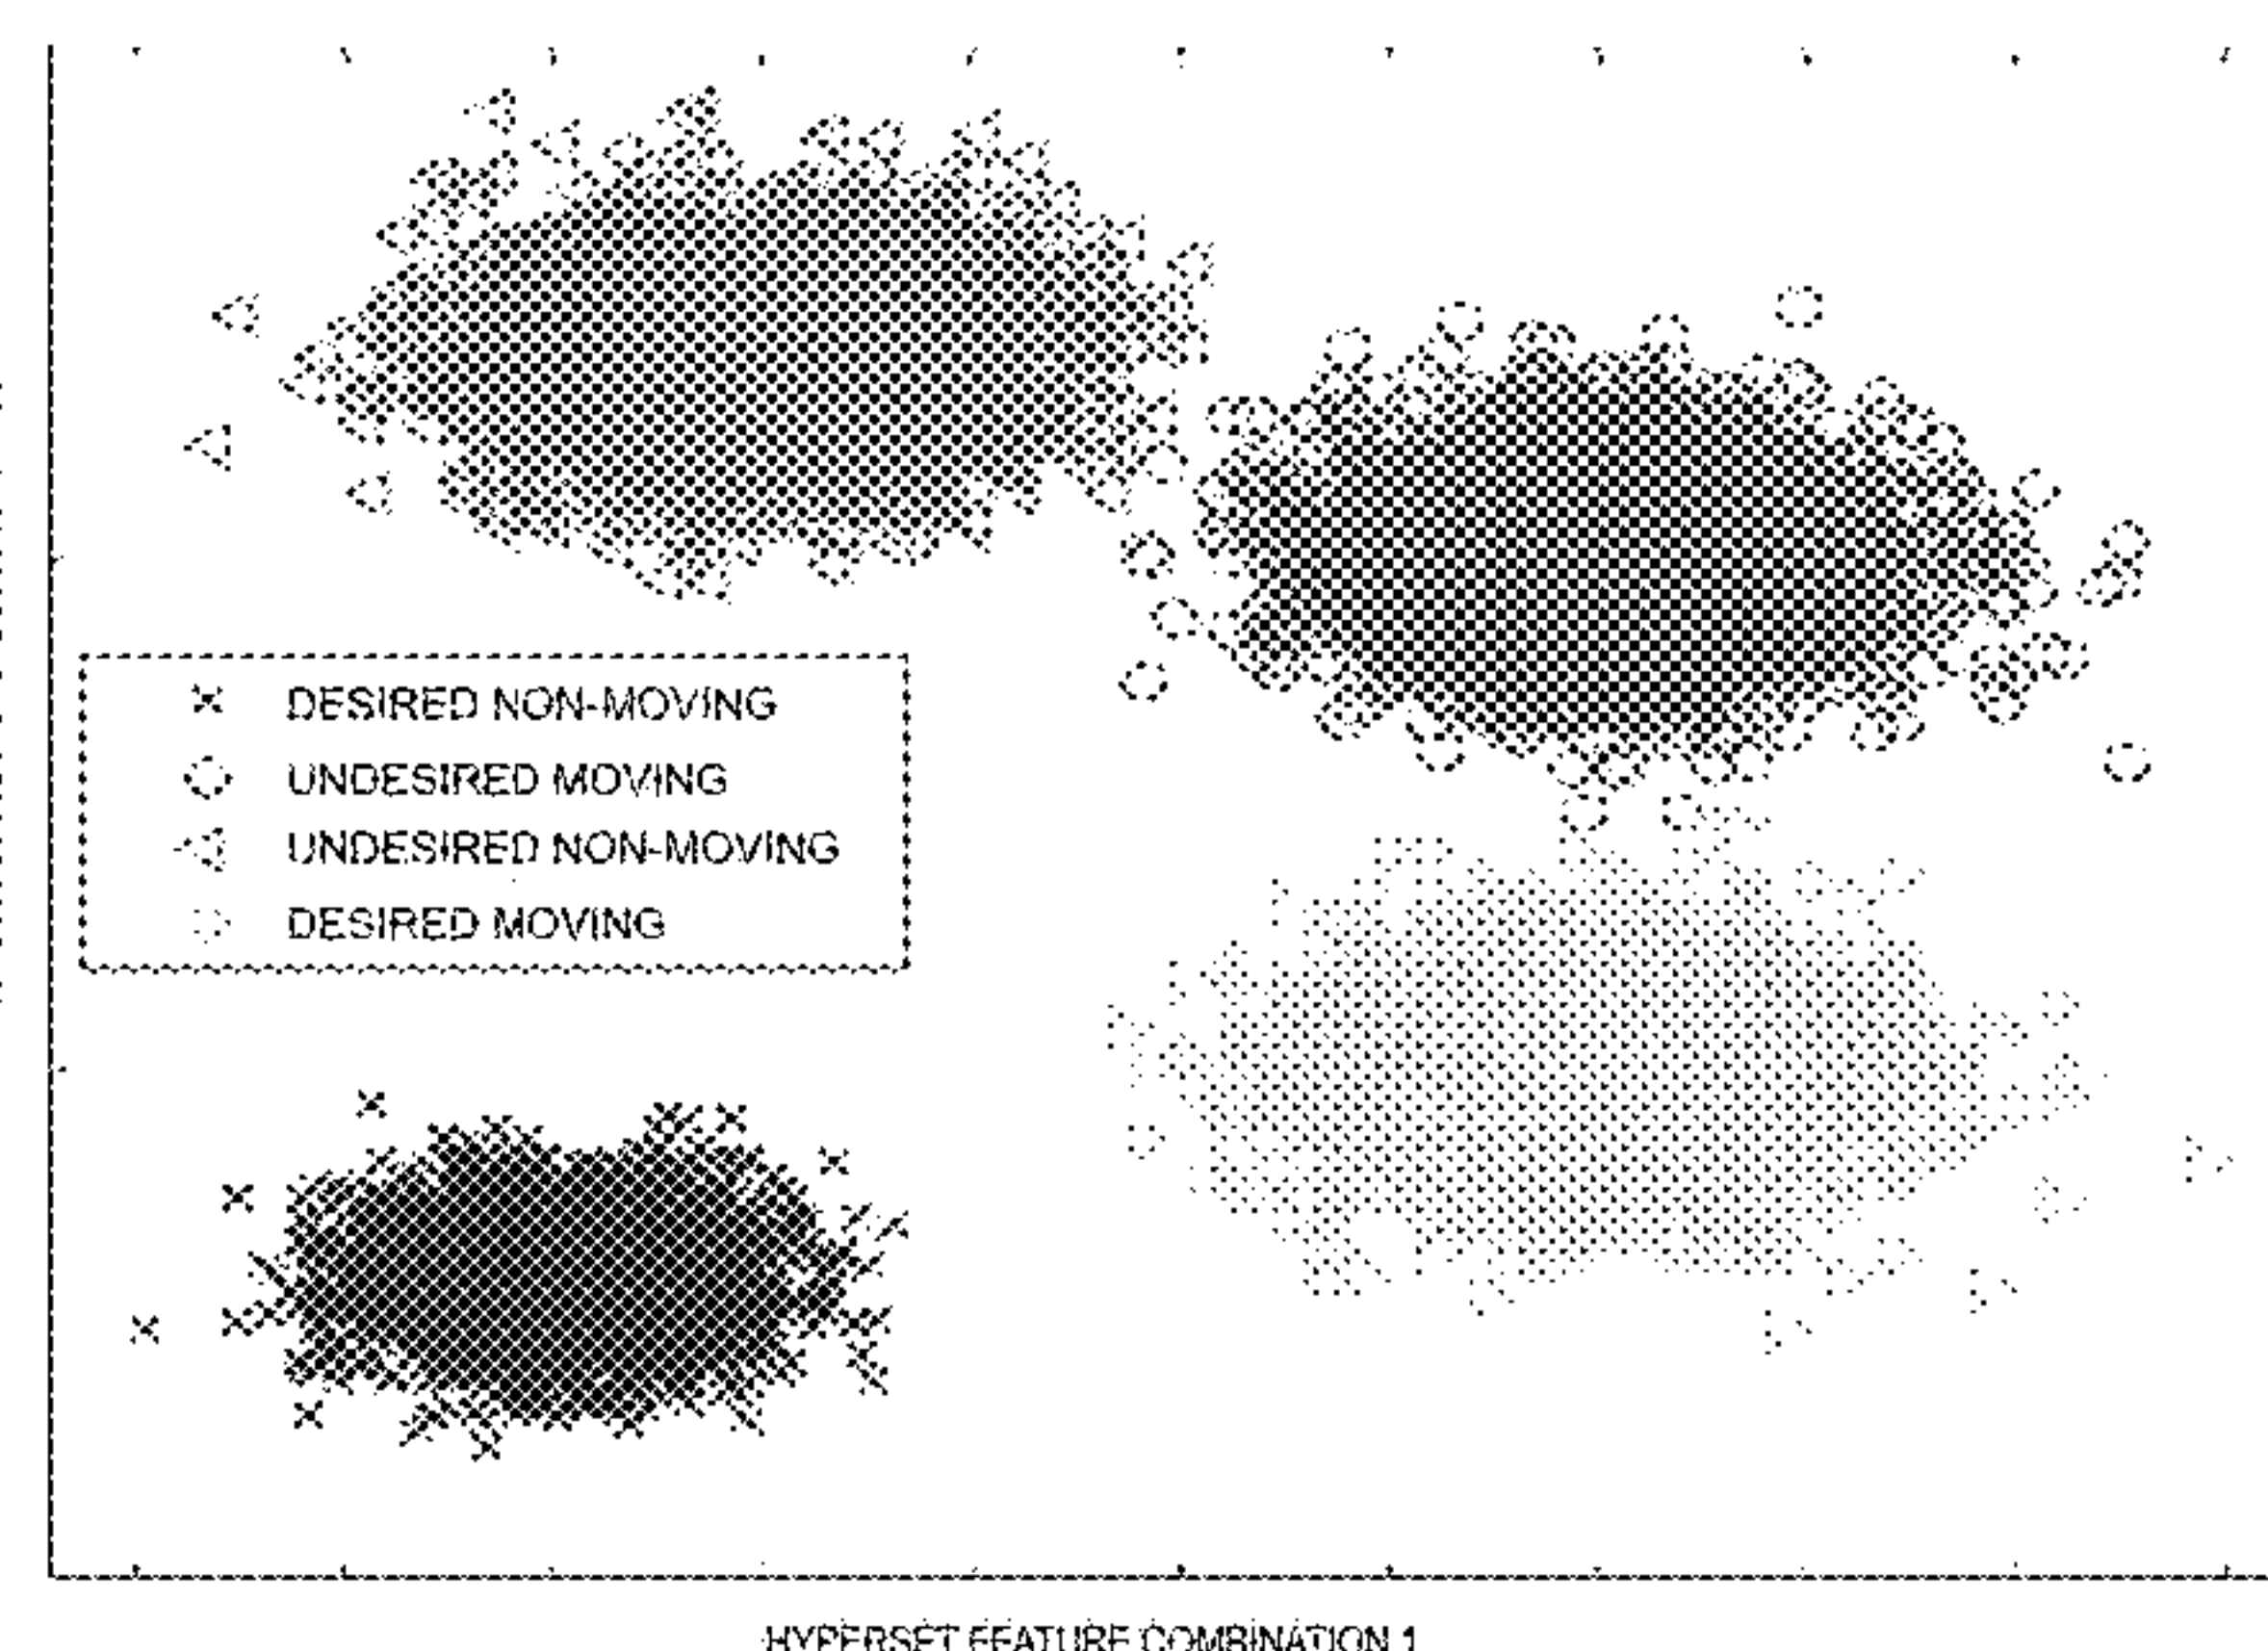 DESIRED NON-MOVING
UNDESIRED MOVING
UNDESIRED NON-MOVING
DESIRED MOVING
HYPERSET FEATURE COMBINATION 1